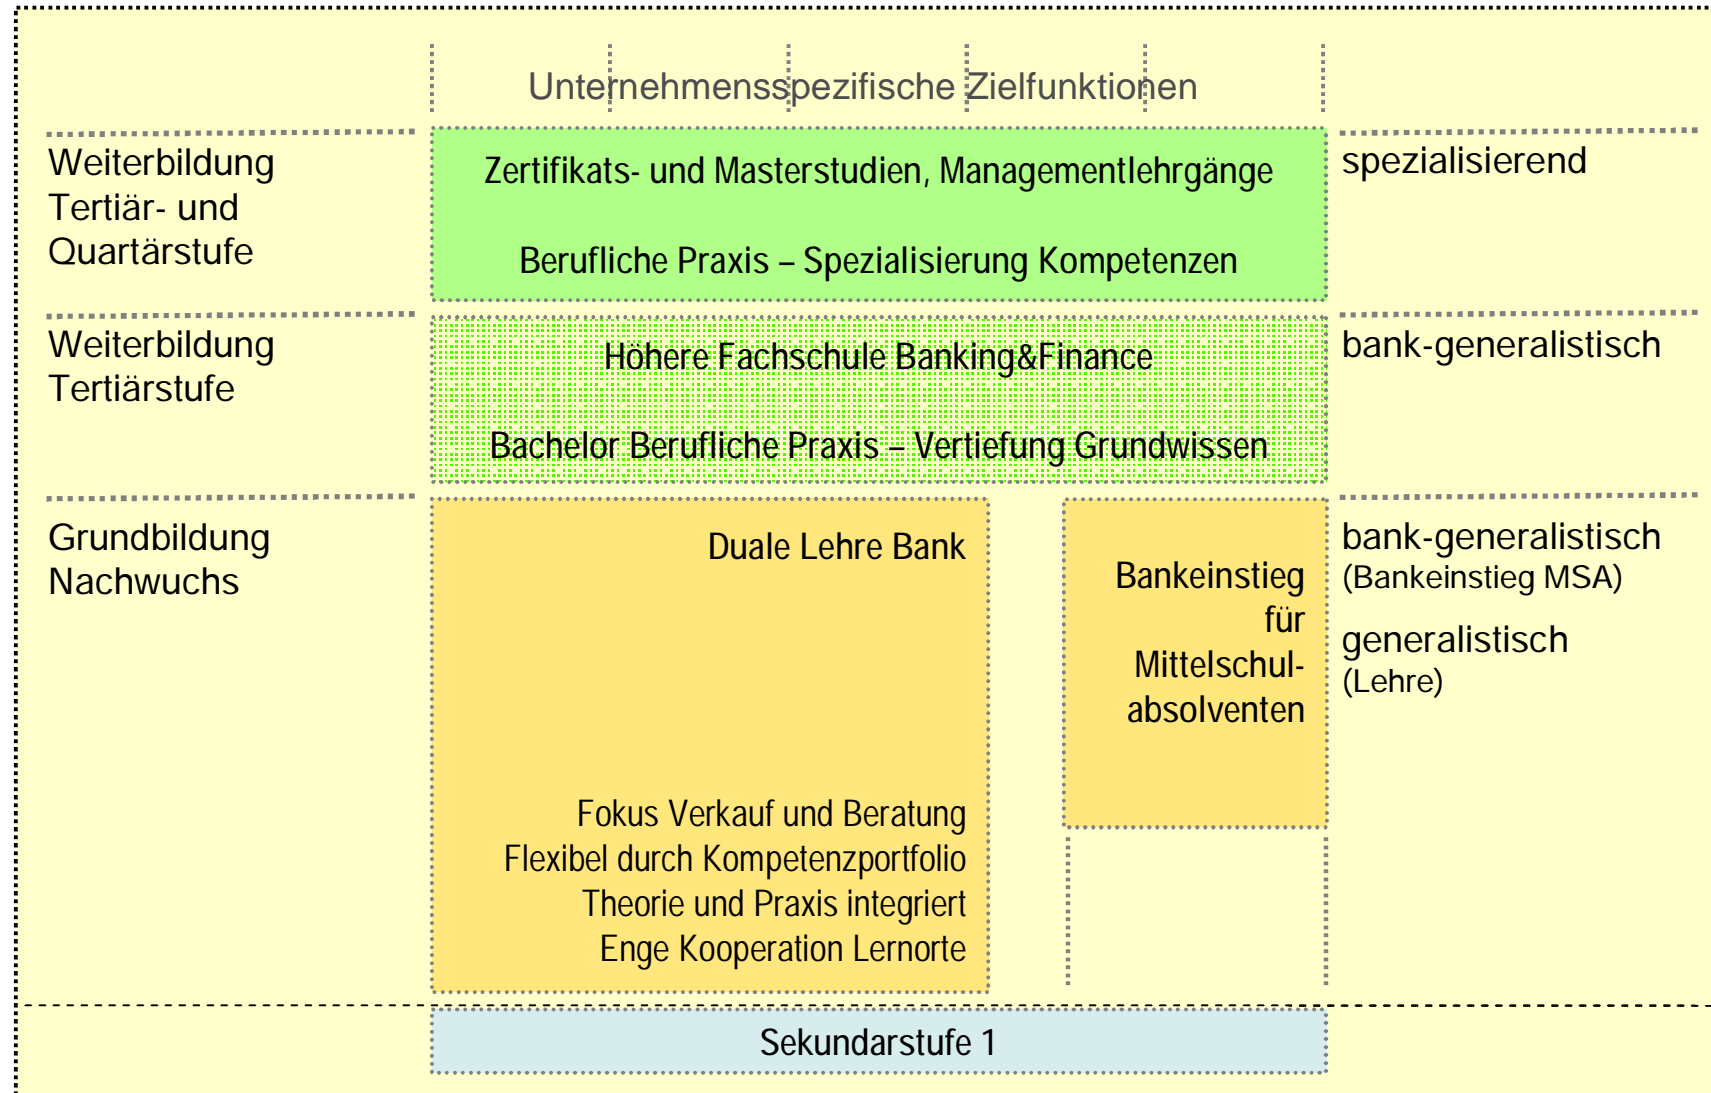 Unternehmensspezifische Zielfunktionen
Weiterbildung
Tertiär- und
Quartärstufe
Zertifikats- und Masterstudien, Managementlehrgänge
Berufliche Praxis – Spezialisierung Kompetenzen
spezialisierend
Weiterbildung
Tertiärstufe
Höhere Fachschule Banking&Finance
Bachelor Berufliche Praxis – Vertiefung Grundwissen
bank-generalistisch
Grundbildung
Nachwuchs
Duale Lehre Bank
Fokus Verkauf und Beratung
Flexibel durch Kompetenzportfolio
Theorie und Praxis integriert
Enge Kooperation Lernorte
Bankeinstieg
für
Mittelschul-
absolventen
bank-generalistisch
(Bankeinstieg MSA)
generalistisch
(Lehre)
Sekundarstufe 1